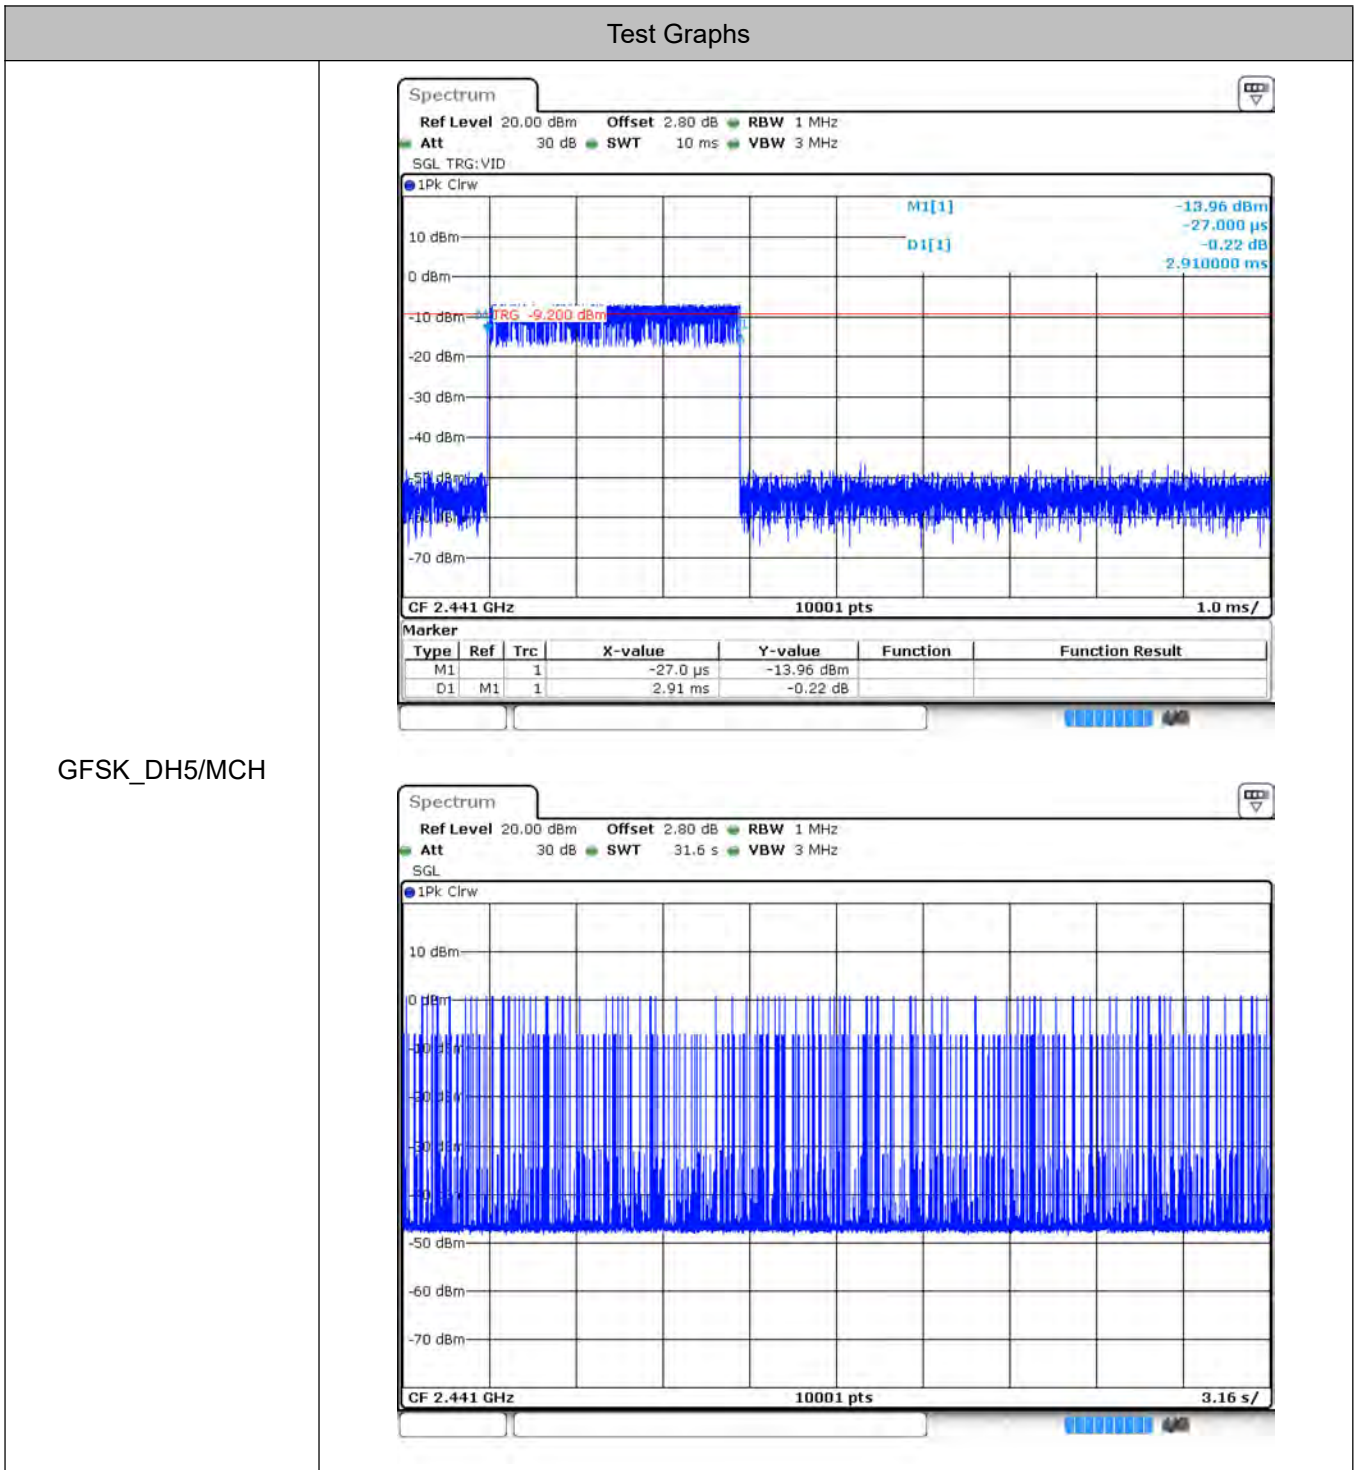 Test Graphs
GFSK_DH5/MCH
Spectrum
Ref Level 20.00 dBm Offset 2.80 dB RBW 1 MHz
Att 30 dB SWT 10 ms VBW 3 MHz
SGL TRG:VID
1Pk Clrw
M1[1] -13.96 dBm
-27.000 µs
10 dBm
D1[1] -0.22 dB
2.910000 ms
0 dBm
-10 dBm
TRG -9.200 dBm
-20 dBm
-30 dBm
-40 dBm
-70 dBm
CF 2.441 GHz 10001 pts 1.0 ms/
Marker
Type Ref Trc X-value Y-value Function Function Result
M1 1 -27.0 µs -13.96 dBm
D1 M1 1 2.91 ms -0.22 dB
Spectrum
Ref Level 20.00 dBm Offset 2.80 dB RBW 1 MHz
Att 30 dB SWT 31.6 s VBW 3 MHz
SGL
1Pk Clrw
10 dBm
0 dBm
-50 dBm
-60 dBm
-70 dBm
CF 2.441 GHz 10001 pts 3.16 s/